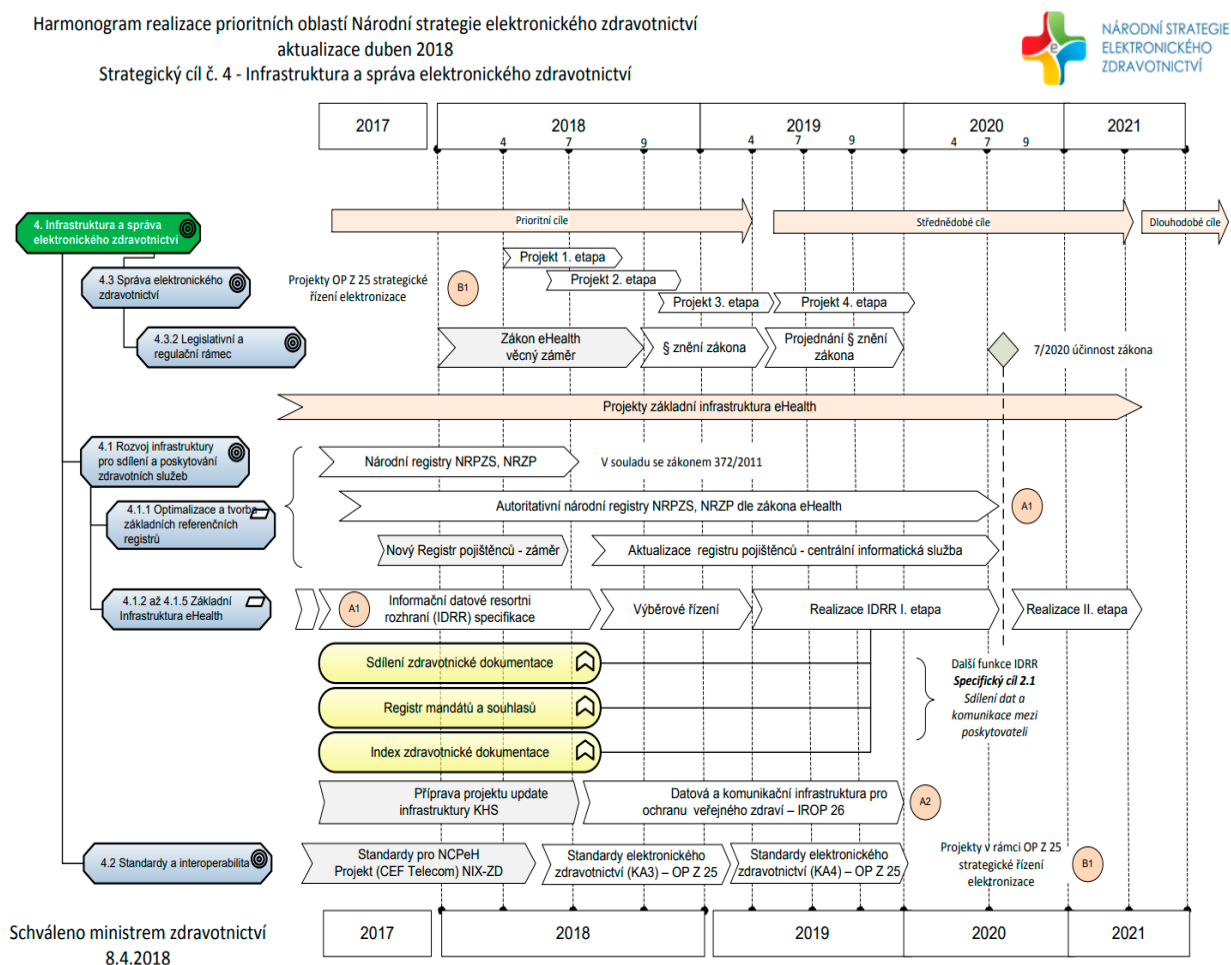 Harmonogram realizace prioritních oblastí Národní strategie elektronického zdravotnictví
aktualizace duben 2018
Strategický cíl č. 4 - Infrastruktura a správa elektronického zdravotnictví
e
NÁRODNÍ STRATEGIE
ELEKTRONICKÉHO
ZDRAVOTNICTVÍ
2017
2018
2019
2020
2021
4
7
9
4
7
9
4
7
9
4. Infrastruktura a správa
elektronického zdravotnictví
Prioritní cíle
Střednědobé cíle
Dlouhodobé cíle
4.3 Správa elektronického
zdravotnictví
Projekty OP Z 25 strategické
řízení elektronizace
B1
Projekt 1. etapa
Projekt 2. etapa
Projekt 3. etapa
Projekt 4. etapa
4.3.2 Legislativní a
regulační rámec
Zákon eHealth
věcný záměr
§ znění zákona
Projednání § znění
zákona
7/2020 účinnost zákona
Projekty základní infrastruktura eHealth
4.1 Rozvoj infrastruktury
pro sdílení a poskytování
zdravotních služeb
Národní registry NRPZS, NRZP
V souladu se zákonem 372/2011
4.1.1 Optimalizace a tvorba
základních referenčních
registrů
Autoritativní národní registry NRPZS, NRZP dle zákona eHealth
A1
Nový Registr pojištěnců - záměr
Aktualizace registru pojištěnců - centrální informatická služba
4.1.2 až 4.1.5 Základní
Infrastruktura eHealth
A1
Informační datové resortni
rozhraní (IDRR) specifikace
Výběrové řízení
Realizace IDRR I. etapa
Realizace II. etapa
Sdílení zdravotnické dokumentace
Registr mandátů a souhlasů
Index zdravotnické dokumentace
Další funkce IDRR
Specifický cíl 2.1
Sdílení dat a
komunikace mezi
poskytovateli
Příprava projektu update
infrastruktury KHS
Datová a komunikační infrastruktura pro
ochranu veřejného zdraví – IROP 26
A2
4.2 Standardy a interoperabilita
Standardy pro NCPeH
Projekt (CEF Telecom) NIX-ZD
Standardy elektronického
zdravotnictví (KA3) – OP Z 25
Standardy elektronického
zdravotnictví (KA4) – OP Z 25
Projekty v rámci OP Z 25
strategické řízení
elektronizace
B1
2017
2018
2019
2020
2021
Schváleno ministrem zdravotnictví
8.4.2018